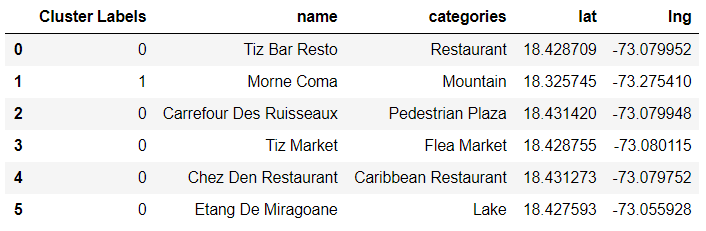 Cluster Labels name categories lat lng
0 0 Tiz Bar Resto Restaurant 18.428709 -73.079952
1 1 Morne Coma Mountain 18.325745 -73.275410
2 0 Carrefour Des Ruisseaux Pedestrian Plaza 18.431420 -73.079948
3 0 Tiz Market Flea Market 18.428755 -73.080115
4 0 Chez Den Restaurant Caribbean Restaurant 18.431273 -73.079752
5 0 Etang De Miragoane Lake 18.427593 -73.055928